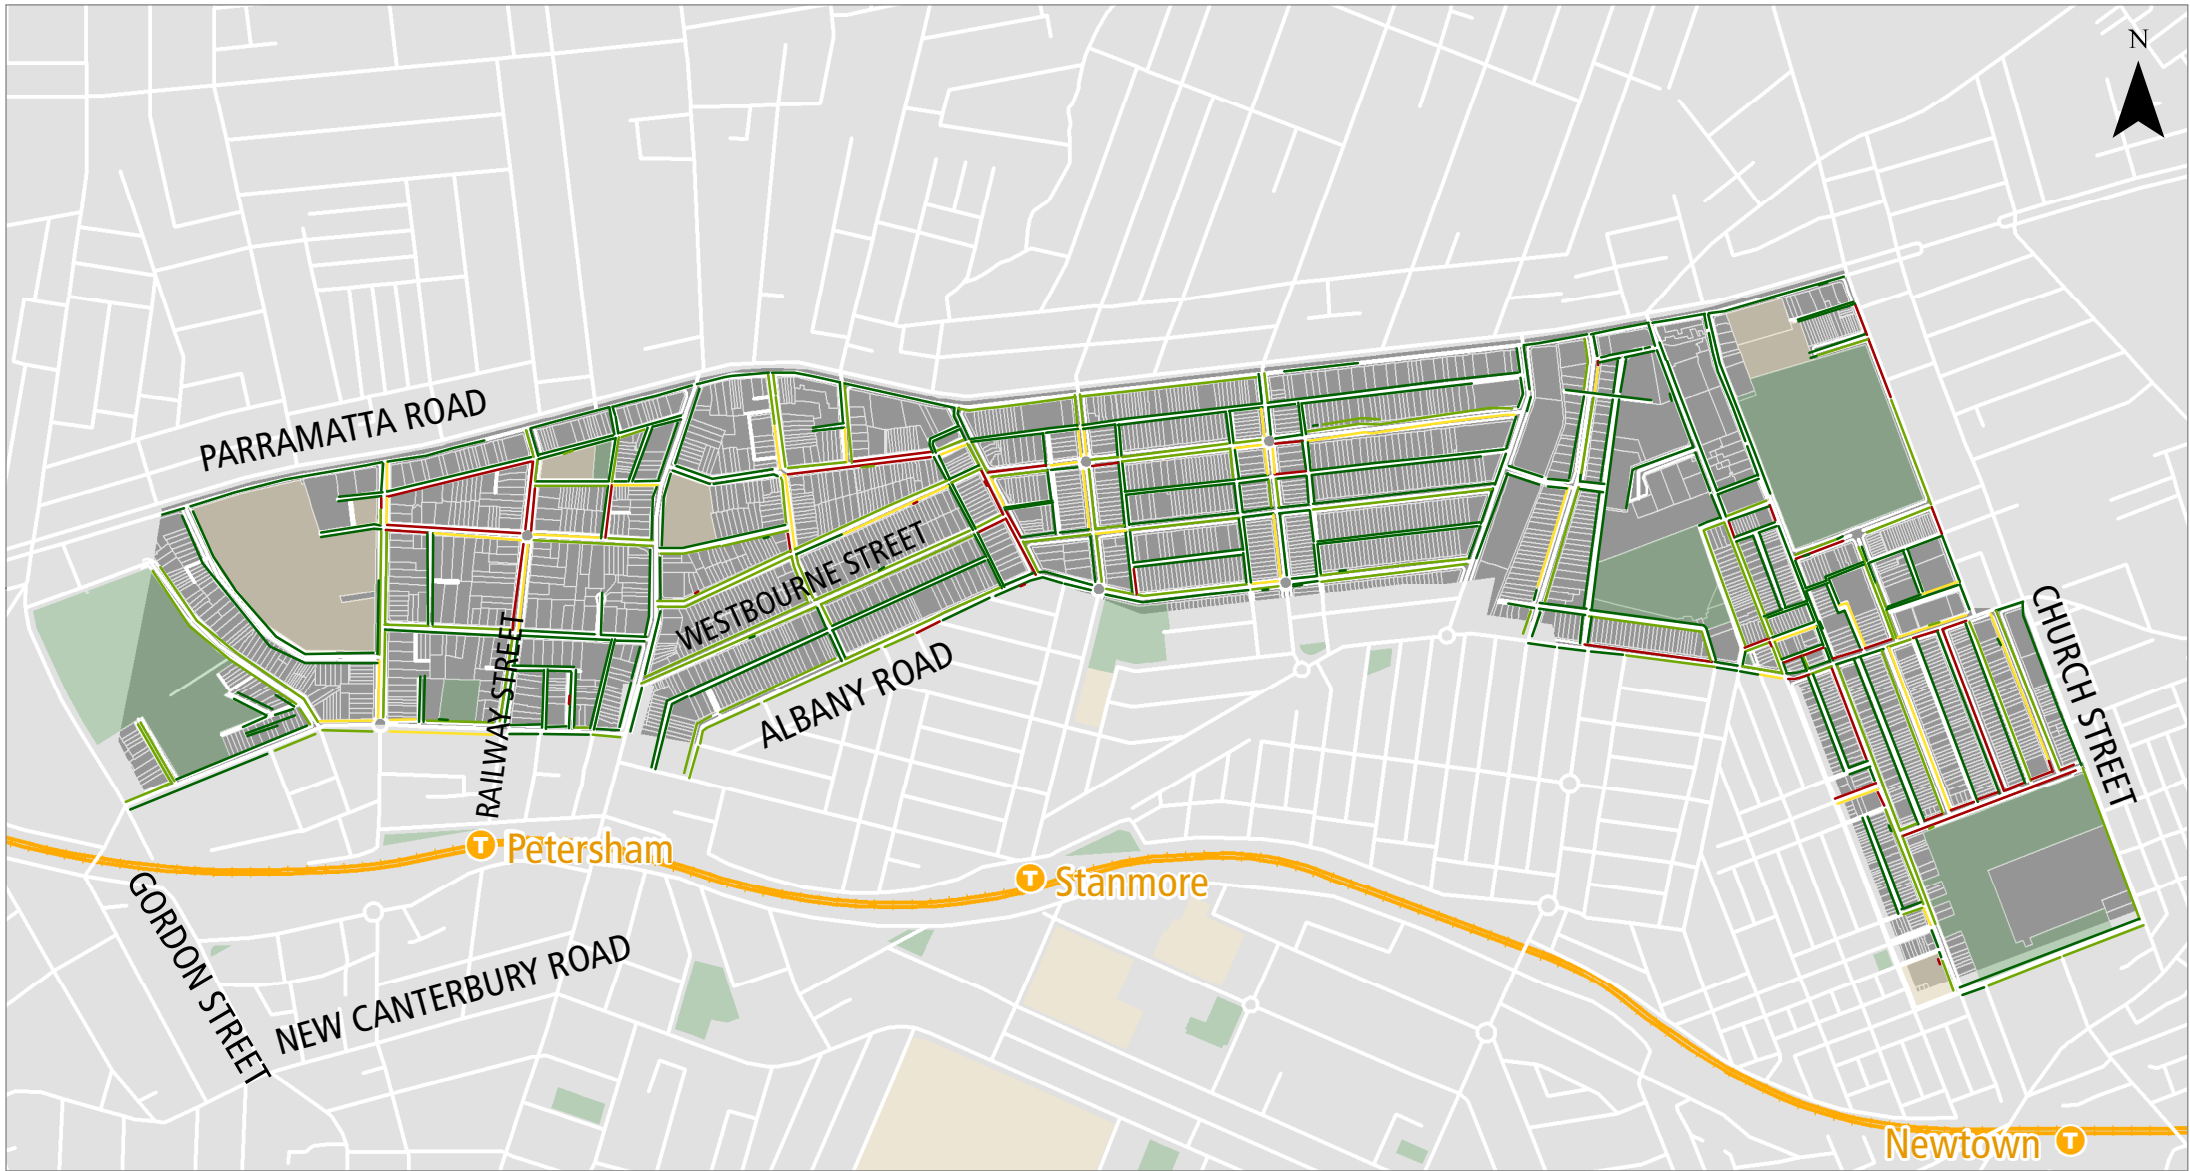 N
PARRAMATTA ROAD
WESTBOURNE STREET
CHURCH STREET
RAILWAY STREET
ALBANY ROAD
T Petersham
T Stanmore
GORDON STREET
NEW CANTERBURY ROAD
Newtown T